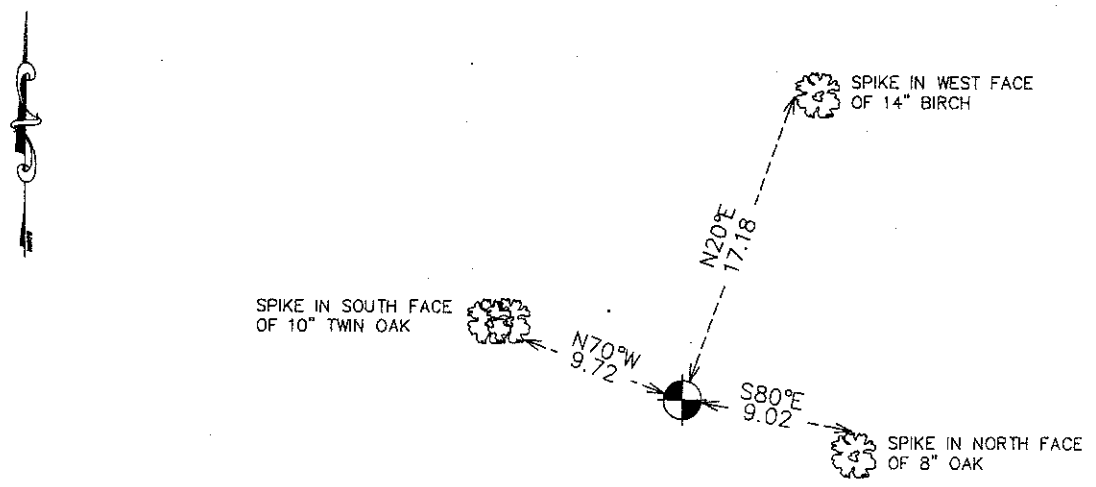 SPIKE IN WEST FACE
OF 14" BIRCH
N20°E
17.18
SPIKE IN SOUTH FACE
OF 10" TWIN OAK
N70°W
9.72
S80°E
9.02
SPIKE IN NORTH FACE
OF 8" OAK